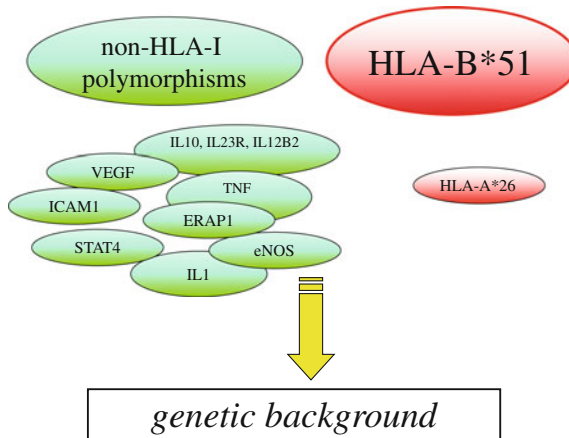 non-HLA-I
polymorphisms
HLA-B*51
IL10, IL23R, IL12B2
VEGF
TNF
HLA-A*26
ICAM1
ERAP1
STAT4
eNOS
IL1
genetic background